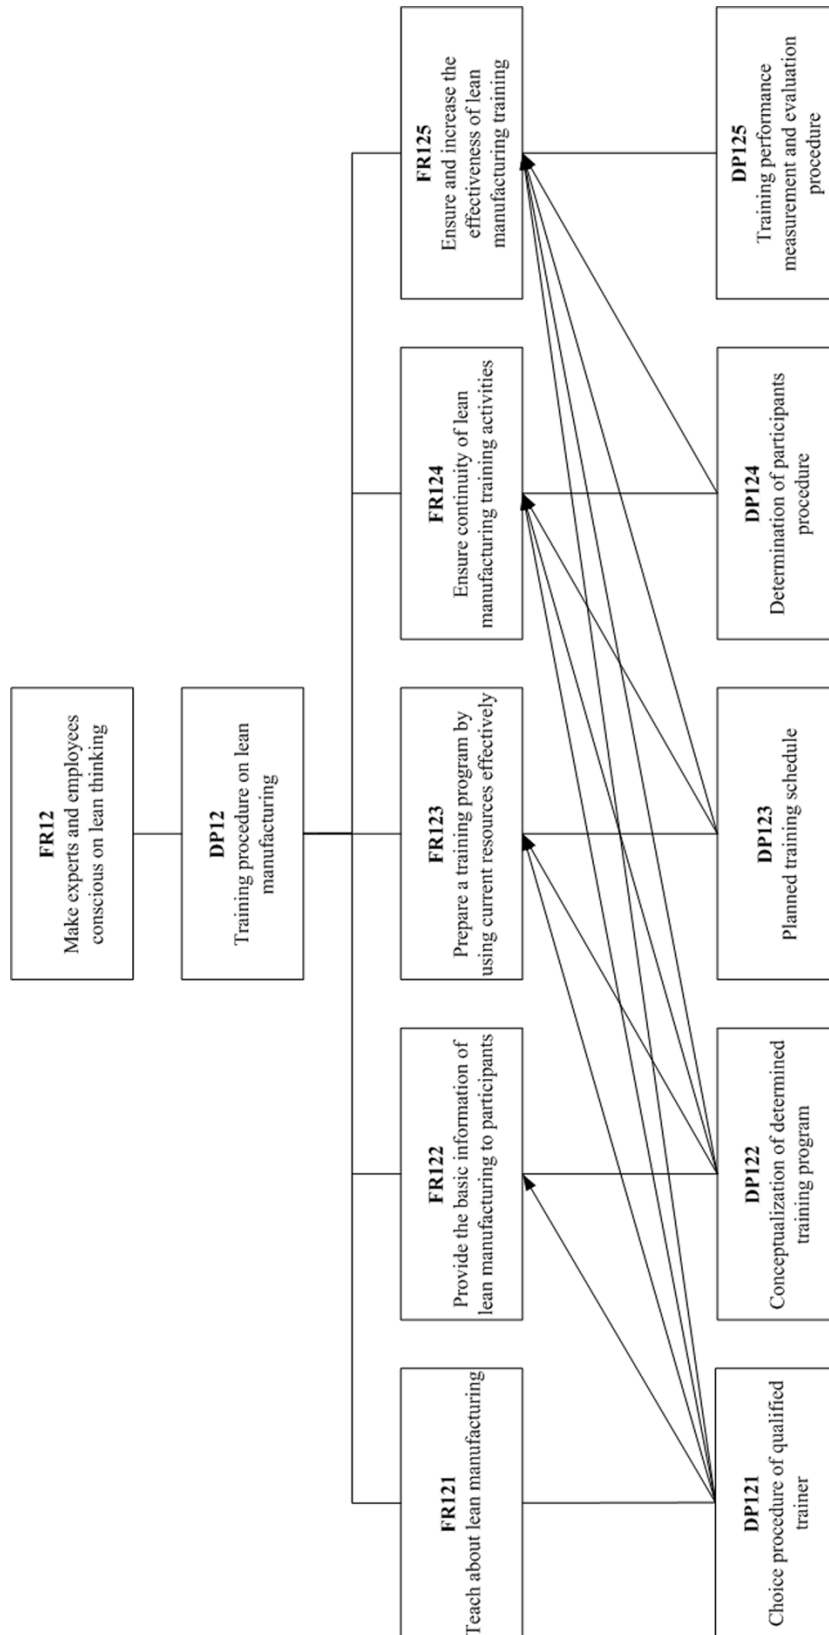 FR12
Make experts and employees
conscious on lean thinking
DP12
Training procedure on lean
manufacturing
FR121
Teach about lean manufacturing
FR122
Provide the basic information of
lean manufacturing to participants
FR123
Prepare a training program by
using current resources effectively
FR124
Ensure continuity of lean
manufacturing training activities
FR125
Ensure and increase the
effectiveness of lean
manufacturing training
DP121
Choice procedure of qualified
trainer
DP122
Conceptualization of determined
training program
DP123
Planned training schedule
DP124
Determination of participants
procedure
DP125
Training performance
measurement and evaluation
procedure